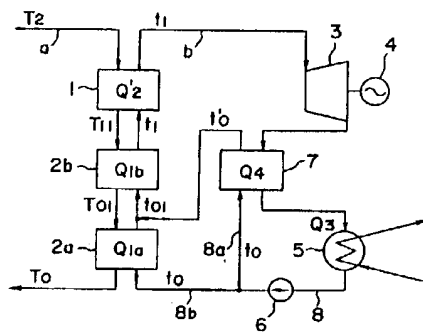 T2 t1 3 4
a b
1 Q'2
T11 t1 t'0 7
2b Q1b Q4
T01 t01 Q3
2a Q1a 8a t0 5
T0 t0
8b 6 8